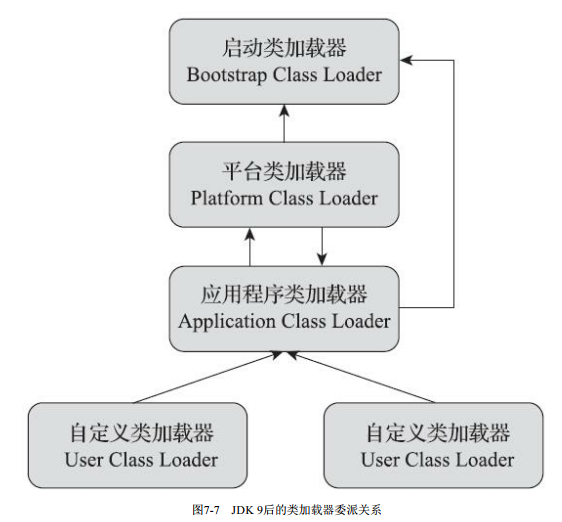 启动类加载器
Bootstrap Class Loader
平台类加载器
Platform Class Loader
应用程序类加载器
Application Class Loader
自定义类加载器
User Class Loader
自定义类加载器
User Class Loader
图7-7 JDK 9后的类加载器委派关系